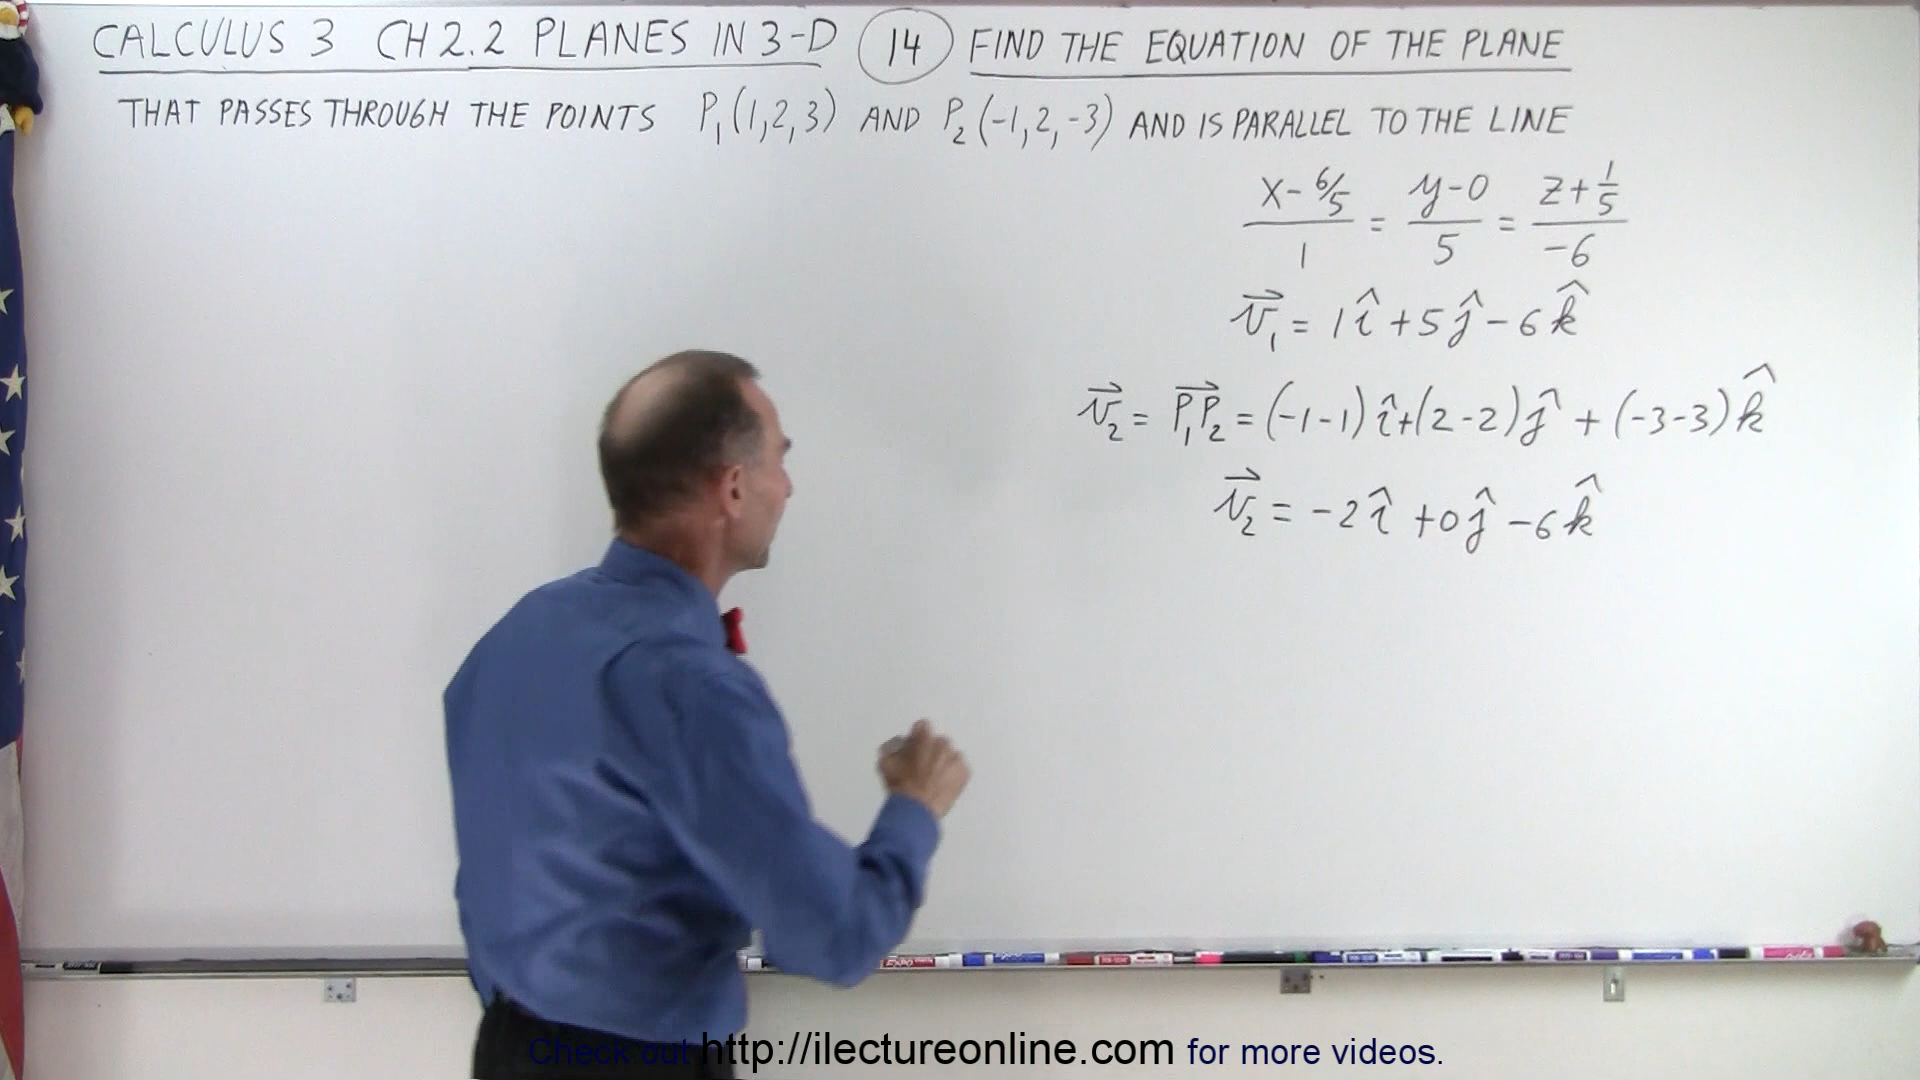 CALCULUS 3 CH 2.2 PLANES IN 3-D (14) FIND THE EQUATION OF THE PLANE
THAT PASSES THROUGH THE POINTS P₁(1,2,3) AND P₂(-1,2,-3) AND IS PARALLEL TO THE LINE
x-6/5 / 1 = y-0 / 5 = z+1/5 / -6
v⃗₁ = 1î + 5ĵ - 6k̂
v⃗₂ = P₁P₂⃗ = (-1-1)î + (2-2)ĵ + (-3-3)k̂
v⃗₂ = -2î + 0ĵ - 6k̂
Check out http://ilectureonline.com for more videos.